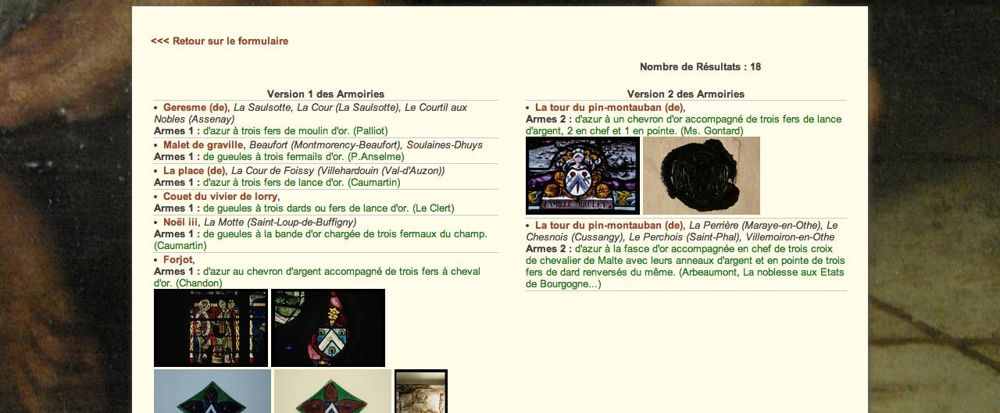 <<< Retour sur le formulaire
Nombre de Résultats : 18
Version 1 des Armoiries
• Geresme (de), La Saulsotte, La Cour (La Saulsotte), Le Courtil aux
Nobles (Assenay)
Armes 1 : d'azur à trois fers de moulin d'or. (Palliot)
• Malet de graville, Beaufort (Montmorency-Beaufort), Soulaines-Dhuys
Armes 1 : de gueules à trois fermails d'or. (P.Anselme)
• La place (de), La Cour de Foissy (Villehardouin (Val-d'Auzon))
Armes 1 : d'azur à trois fers de lance d'or. (Caumartin)
• Couet du vivier de lorry,
Armes 1 : de gueules à trois dards ou fers de lance d'or. (Le Clert)
• Noël iii, La Motte (Saint-Loup-de-Buffigny)
Armes 1 : de gueules à la bande d'or chargée de trois fermaux du champ.
(Caumartin)
• Forjot,
Armes 1 : d'azur au chevron d'argent accompagné de trois fers à cheval
d'or. (Chandon)
Version 2 des Armoiries
• La tour du pin-montauban (de),
Armes 2 : d'azur à un chevron d'or accompagné de trois fers de lance
d'argent, 2 en chef et 1 en pointe. (Ms. Gontard)
FAMILLE BRULEY
• La tour du pin-montauban (de), La Perrière (Maraye-en-Othe), Le
Chesnois (Cussangy), Le Perchois (Saint-Phal), Villemoiron-en-Othe
Armes 2 : d'azur à la fasce d'or accompagnée en chef de trois croix
de chevalier de Malte avec leurs anneaux d'argent et en pointe de trois
fers de dard renversés du même. (Arbeaumont, La noblesse aux Etats
de Bourgogne...)